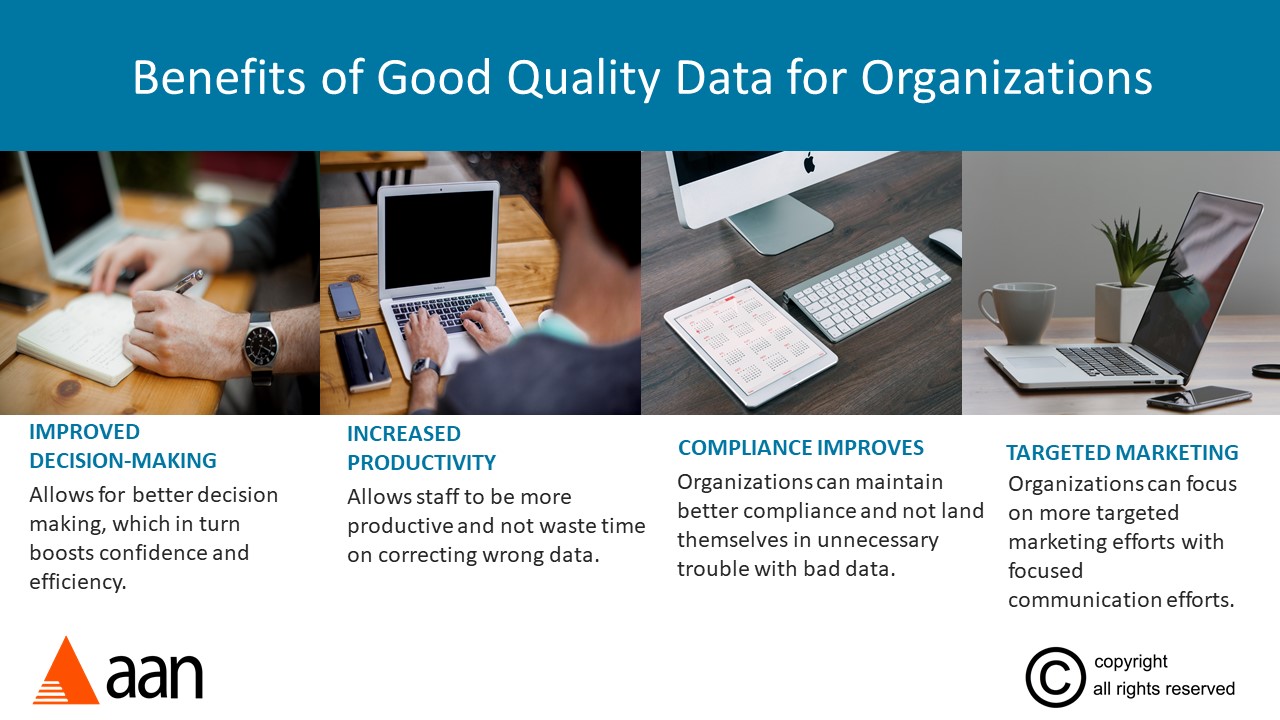 Benefits of Good Quality Data for Organizations
IMPROVED
DECISION-MAKING
Allows for better decision
making, which in turn
boosts confidence and
efficiency.
INCREASED
PRODUCTIVITY
Allows staff to be more
productive and not waste time
on correcting wrong data.
COMPLIANCE IMPROVES
Organizations can maintain
better compliance and not land
themselves in unnecessary
trouble with bad data.
TARGETED MARKETING
Organizations can focus
on more targeted
marketing efforts with
focused
communication efforts.
aan
©
copyright
all rights reserved